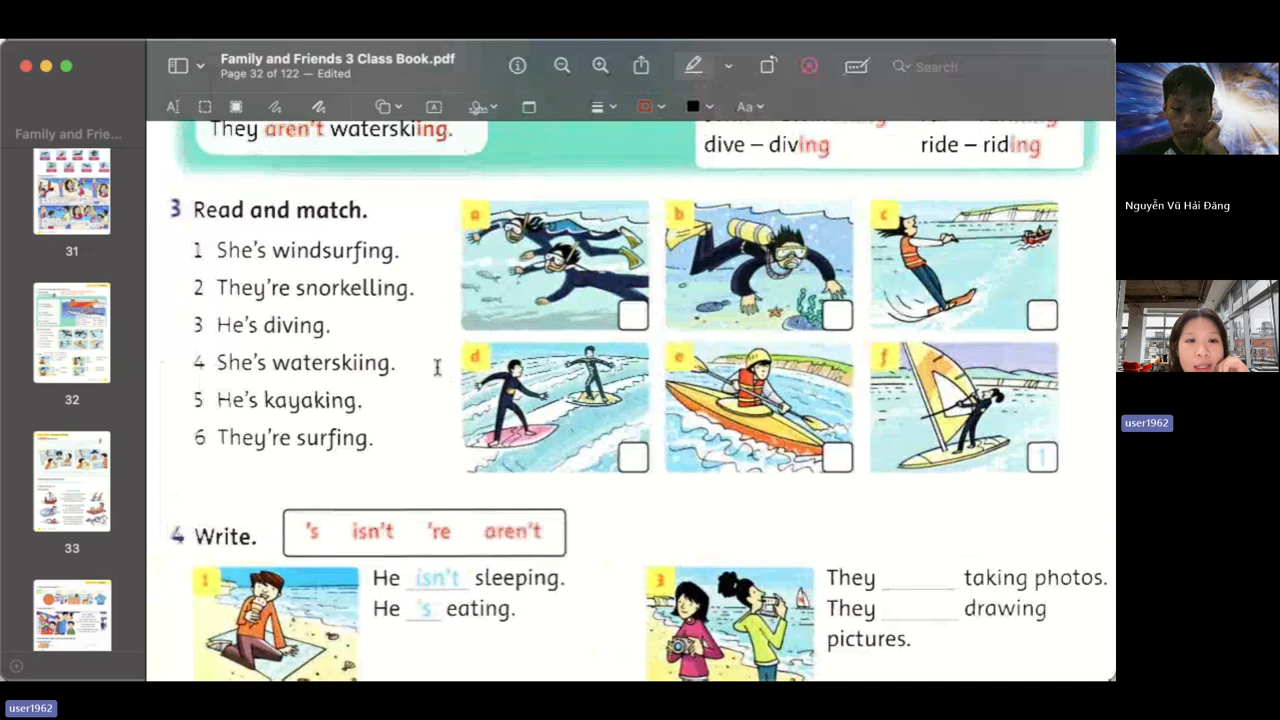 Family and Friends 3 Class Book.pdf
Page 32 of 122 — Edited
Search
Aa
Family and Frie...
31
32
33
They aren't waterskiing.
dive – diving
ride – riding
3 Read and match.
1 She's windsurfing.
2 They're snorkelling.
3 He's diving.
4 She's waterskiing.
5 He's kayaking.
6 They're surfing.
a
b
c
d
e
f
1
4 Write.
's isn't 're aren't
1
He isn't sleeping.
He 's eating.
3
They ______ taking photos.
They ______ drawing
pictures.
Nguyễn Vũ Hải Đăng
user1962
user1962